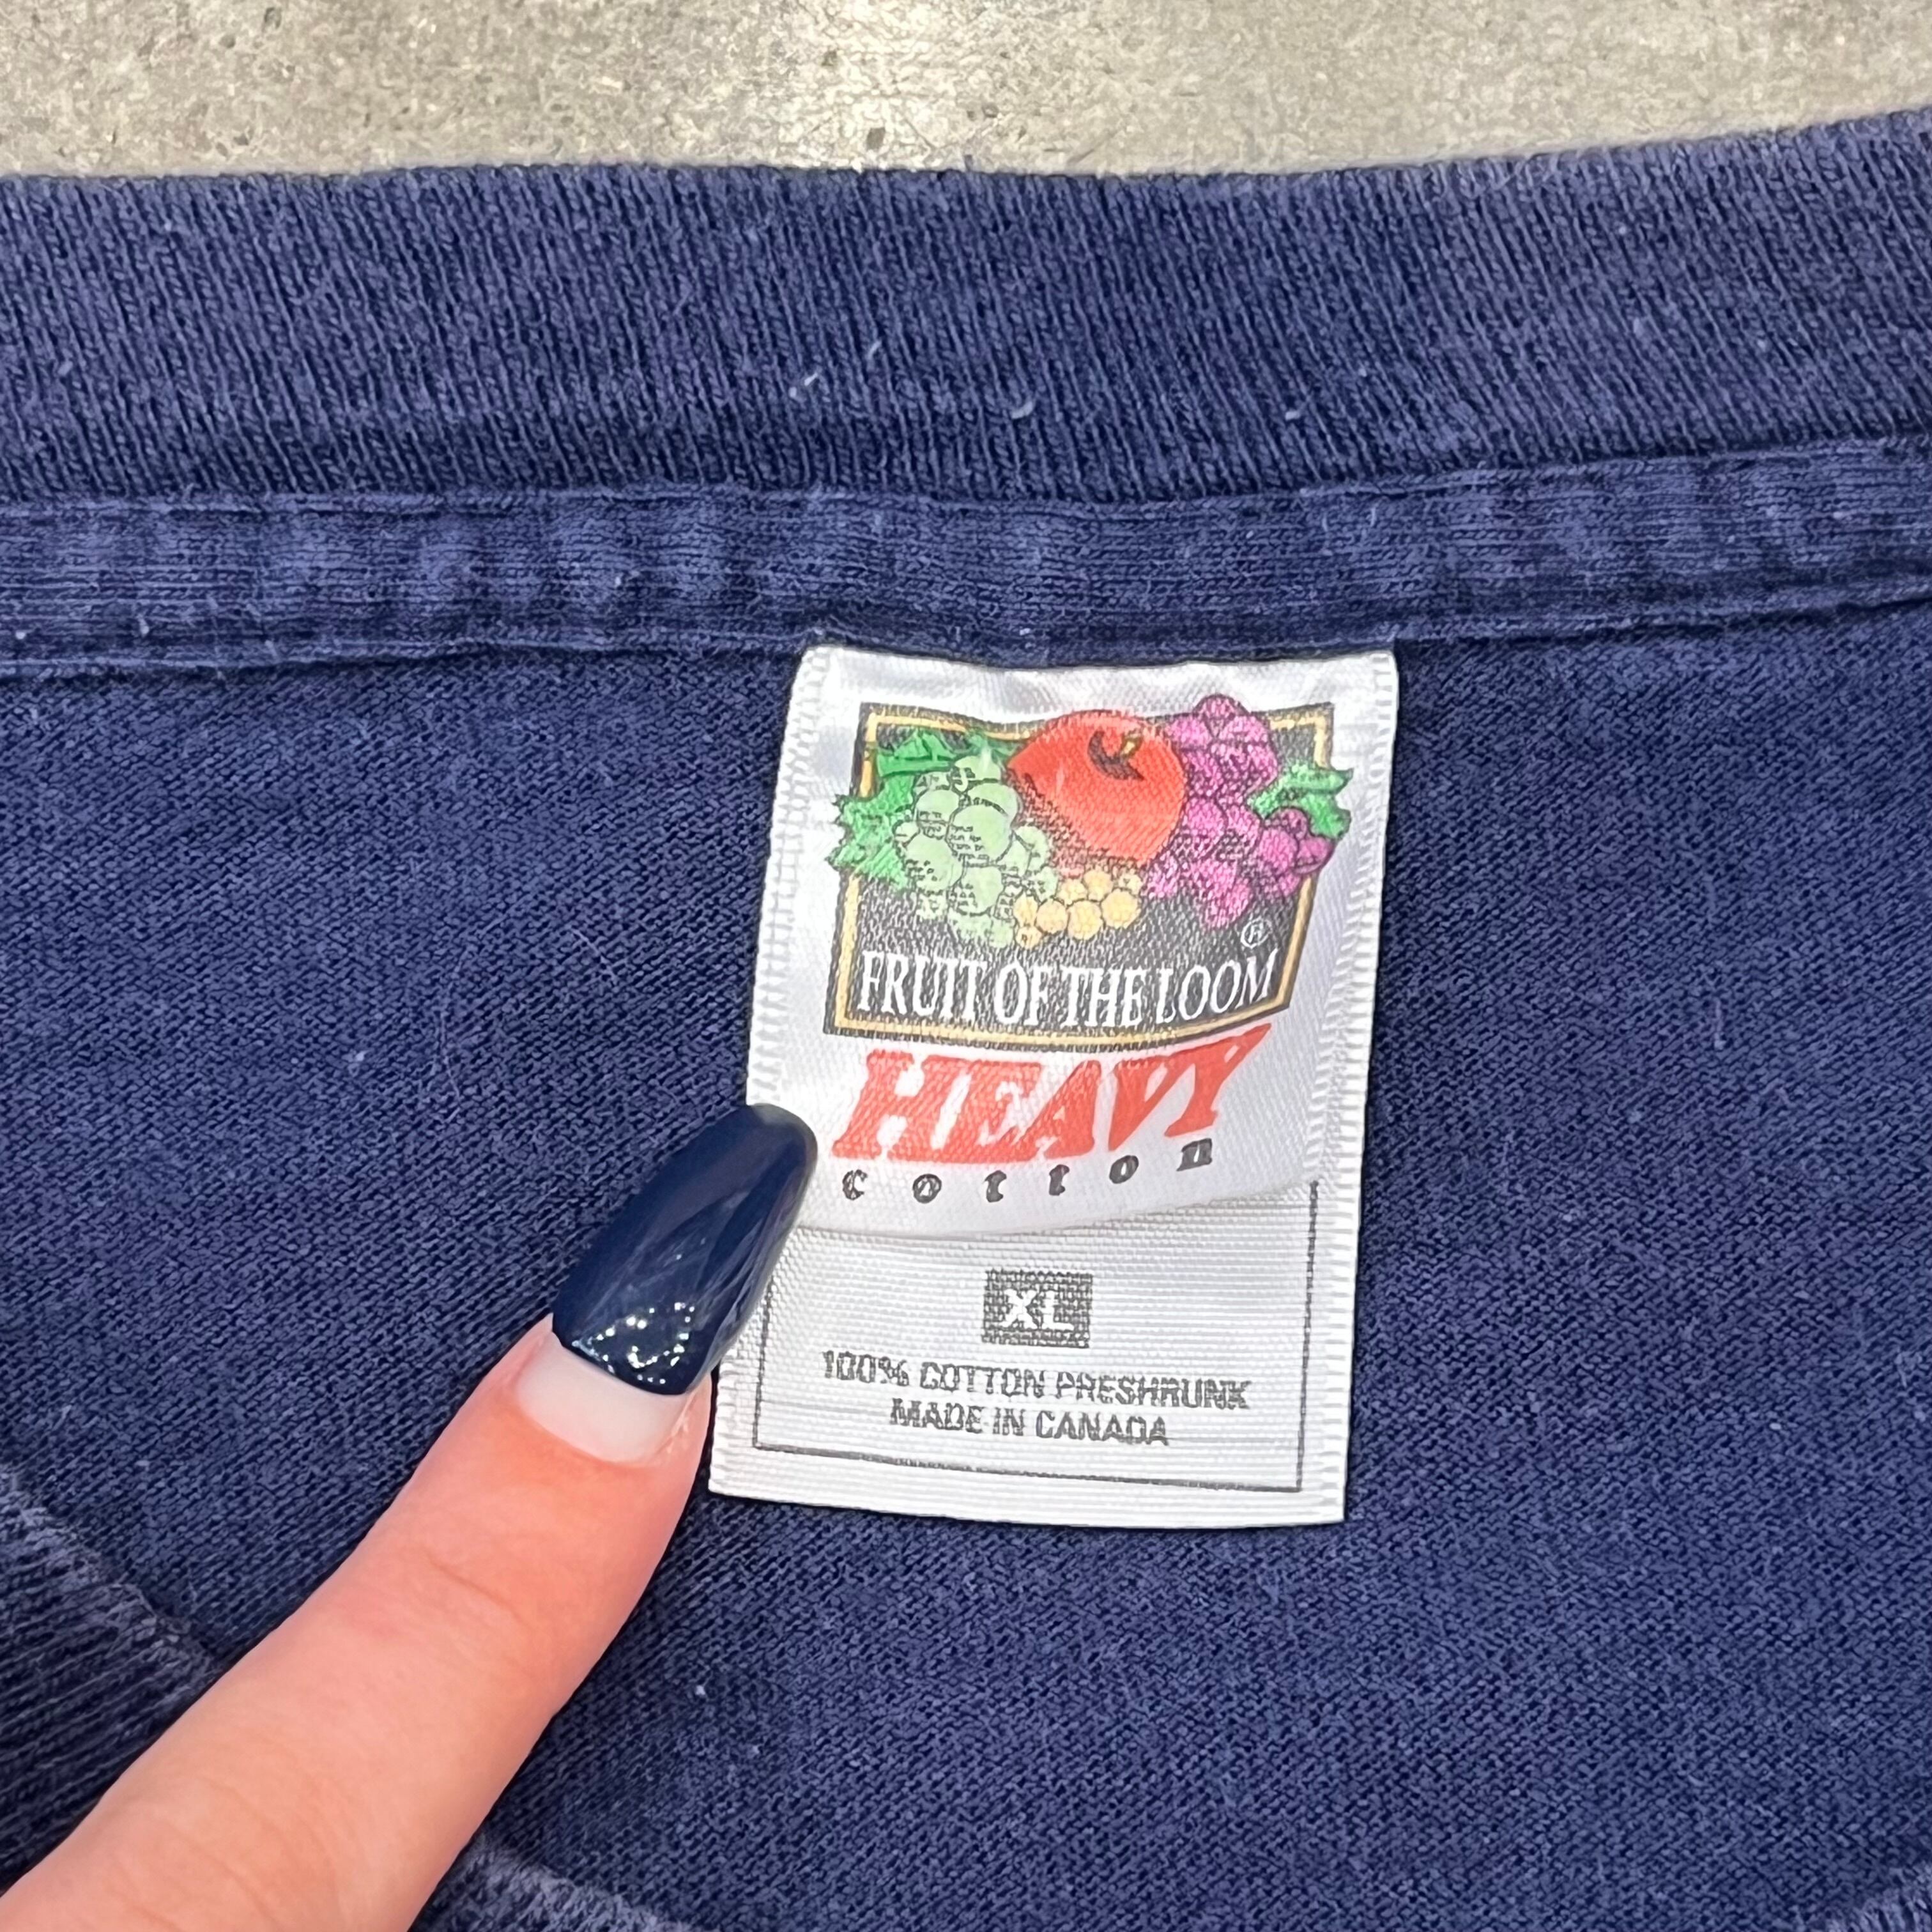 ®
FRUIT OF THE LOOM
HEAVY
cotton
XL
100% COTTON PRESHRUNK
MADE IN CANADA